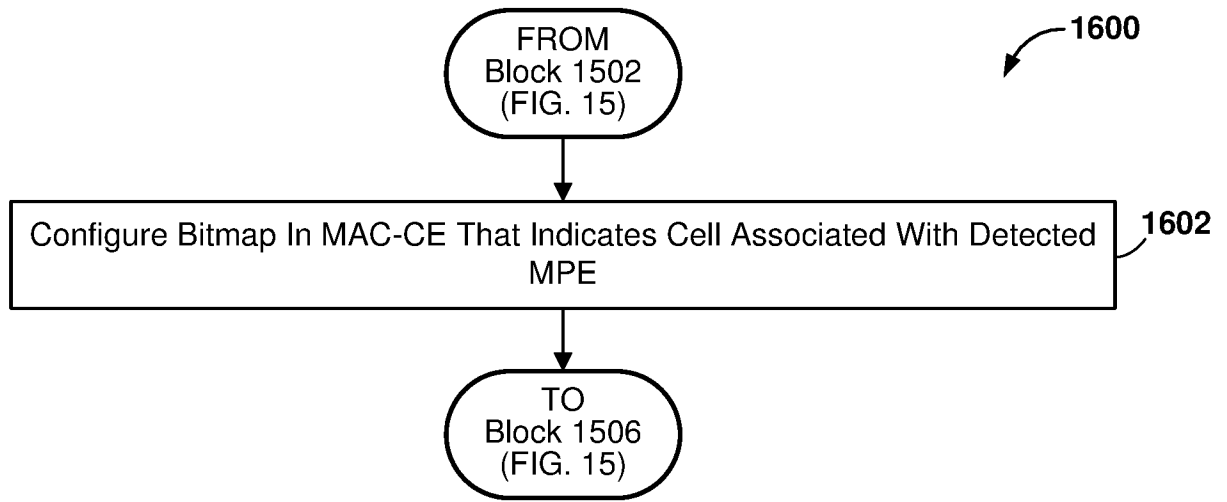 FROM
Block 1502
(FIG. 15)
1600
Configure Bitmap In MAC-CE That Indicates Cell Associated With Detected
MPE
1602
TO
Block 1506
(FIG. 15)